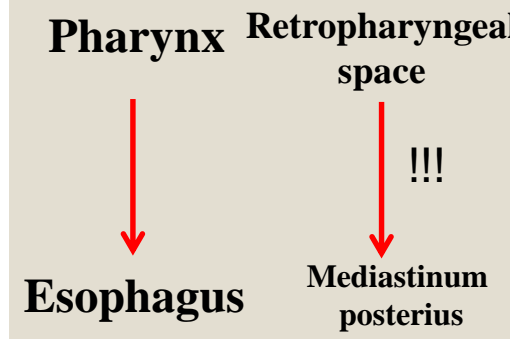 Pharynx
Retropharyngeal
space
!!!
Esophagus
Mediastinum
posterius